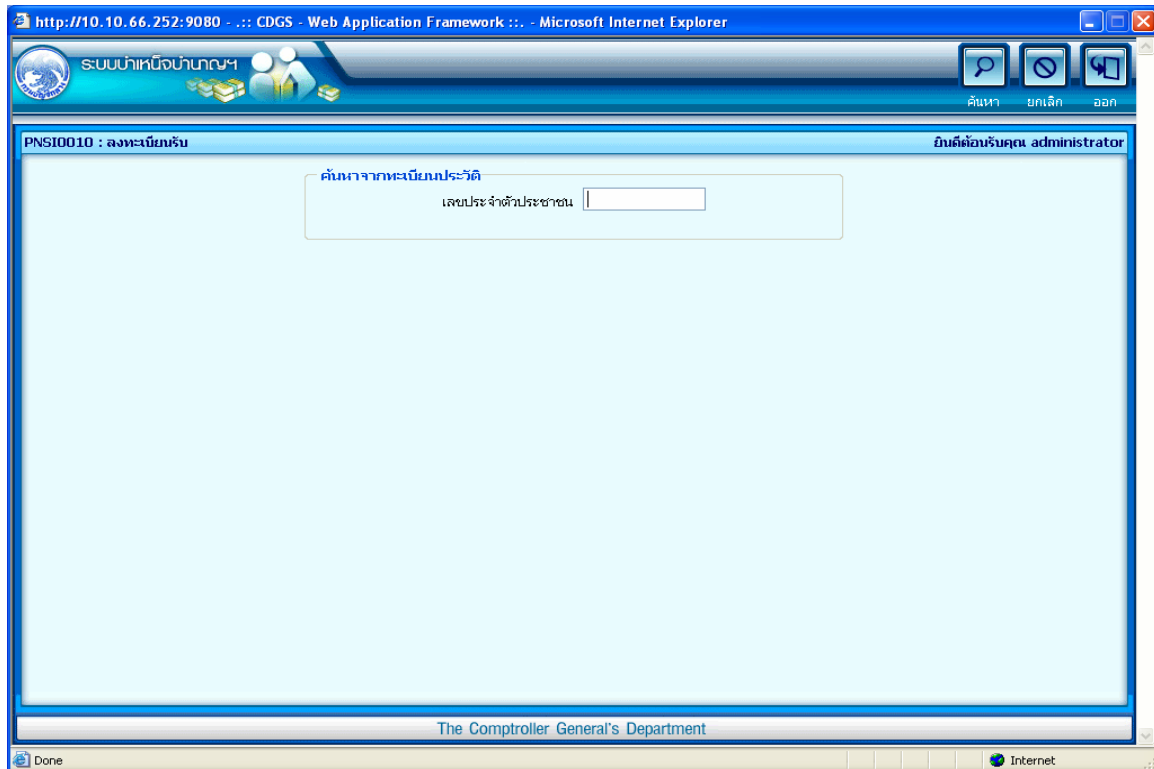 http://10.10.66.252:9080 - .:: CDGS - Web Application Framework ::. - Microsoft Internet Explorer
ระบบบำเหน็จบำนาญฯ
ค้นหา ยกเลิก ออก
PNSI0010 : ลงทะเบียนรับ ยินดีต้อนรับคุณ administrator
ค้นหาจากทะเบียนประวัติ
เลขประจำตัวประชาชน
The Comptroller General's Department
Done Internet